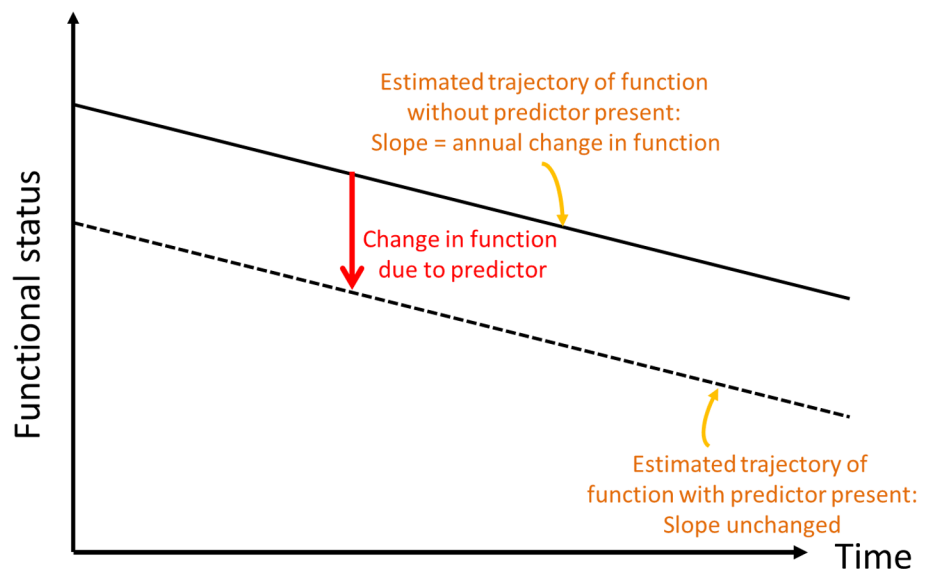 Estimated trajectory of function
without predictor present:
Slope = annual change in function
Functional status
Change in function
due to predictor
Estimated trajectory of
function with predictor present:
Slope unchanged
Time